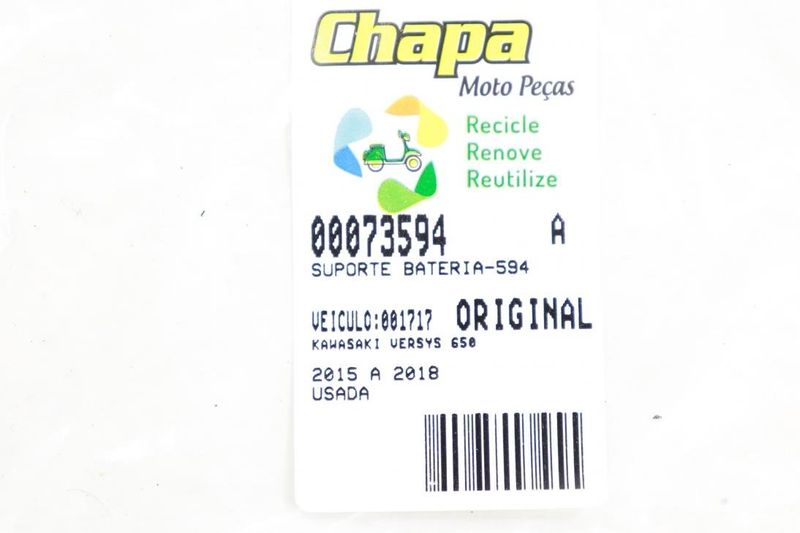 Chapa
Moto Peças
Recicle
Renove
Reutilize
00073594 A
SUPORTE BATERIA-594
VEICULO:001717 ORIGINAL
KAWASAKI VERSYS 650
2015 A 2018
USADA